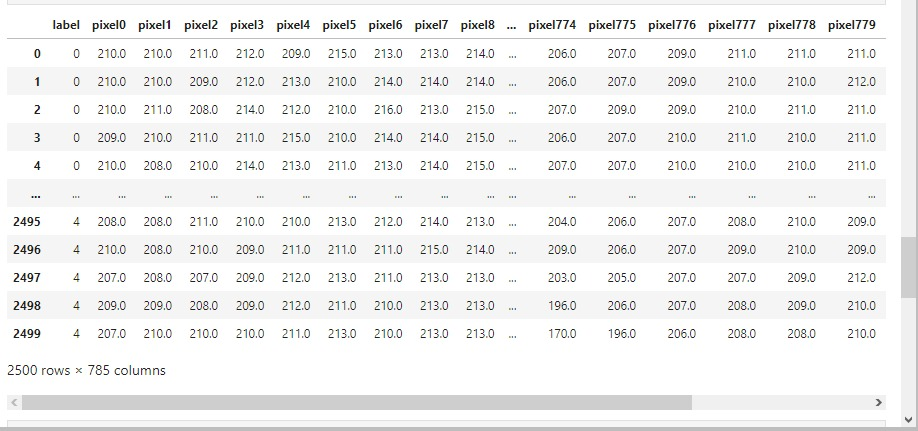 label pixel0 pixel1 pixel2 pixel3 pixel4 pixel5 pixel6 pixel7 pixel8 ... pixel774 pixel775 pixel776 pixel777 pixel778 pixel779
0 0 210.0 210.0 211.0 212.0 209.0 215.0 213.0 213.0 214.0 ... 206.0 207.0 209.0 211.0 211.0 211.0
1 0 210.0 210.0 209.0 212.0 213.0 210.0 214.0 214.0 214.0 ... 206.0 207.0 209.0 210.0 210.0 212.0
2 0 210.0 211.0 208.0 214.0 212.0 210.0 216.0 213.0 215.0 ... 207.0 209.0 209.0 210.0 211.0 211.0
3 0 209.0 210.0 211.0 211.0 215.0 210.0 214.0 214.0 215.0 ... 206.0 207.0 210.0 211.0 210.0 211.0
4 0 210.0 208.0 210.0 214.0 213.0 211.0 213.0 214.0 215.0 ... 207.0 207.0 210.0 210.0 210.0 211.0
... ... ... ... ... ... ... ... ... ... ... ... ... ... ... ... ... ...
2495 4 208.0 208.0 211.0 210.0 210.0 213.0 212.0 214.0 213.0 ... 204.0 206.0 207.0 208.0 210.0 209.0
2496 4 210.0 208.0 210.0 209.0 211.0 211.0 211.0 215.0 214.0 ... 209.0 206.0 207.0 209.0 210.0 209.0
2497 4 207.0 208.0 207.0 209.0 212.0 213.0 211.0 213.0 213.0 ... 203.0 205.0 207.0 207.0 209.0 212.0
2498 4 209.0 209.0 208.0 209.0 212.0 211.0 210.0 213.0 213.0 ... 196.0 206.0 207.0 208.0 209.0 210.0
2499 4 207.0 210.0 210.0 210.0 211.0 213.0 210.0 213.0 213.0 ... 170.0 196.0 206.0 208.0 208.0 210.0
2500 rows × 785 columns